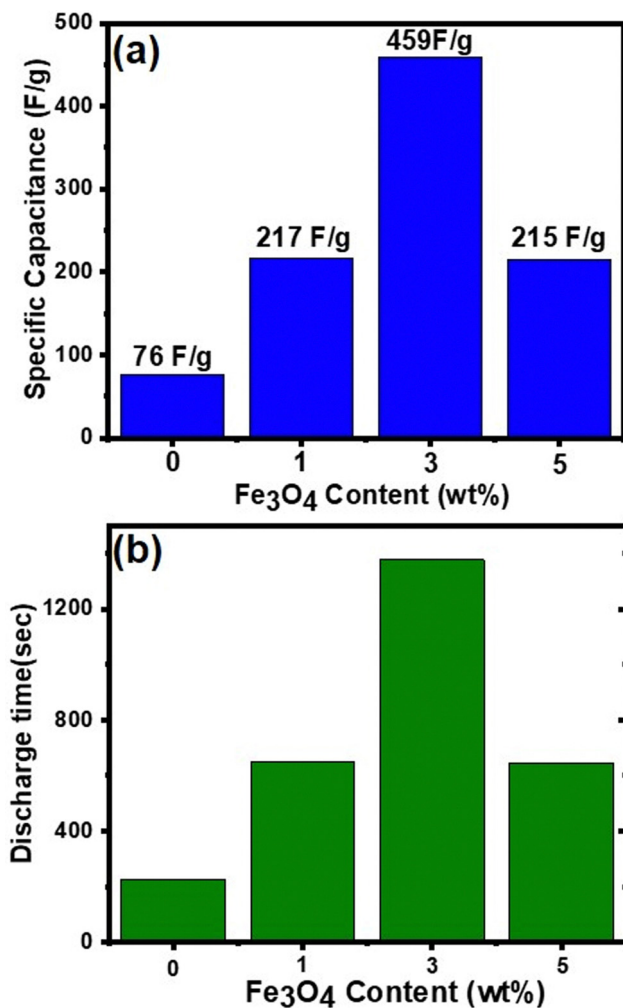 (a)
Specific Capacitance (F/g)
500
400
300
200
100
0
76 F/g
217 F/g
459F/g
215 F/g
0 1 3 5
Fe₃O₄ Content (wt%)
(b)
Discharge time(sec)
1200
800
400
0
0 1 3 5
Fe₃O₄ Content (wt%)